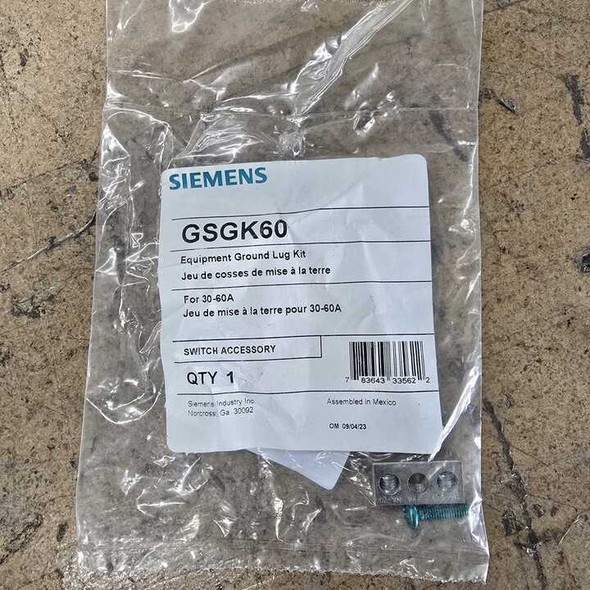 SIEMENS
GSGK60
Equipment Ground Lug Kit
Jeu de cosses de mise à la terre
For 30-60A
Jeu de mise à la terre pour 30-60A
SWITCH ACCESSORY
QTY 1
7 83643 33562 2
Siemens Industry Inc.
Norcross, Ga 30092
Assembled in Mexico
OM 09/04/23